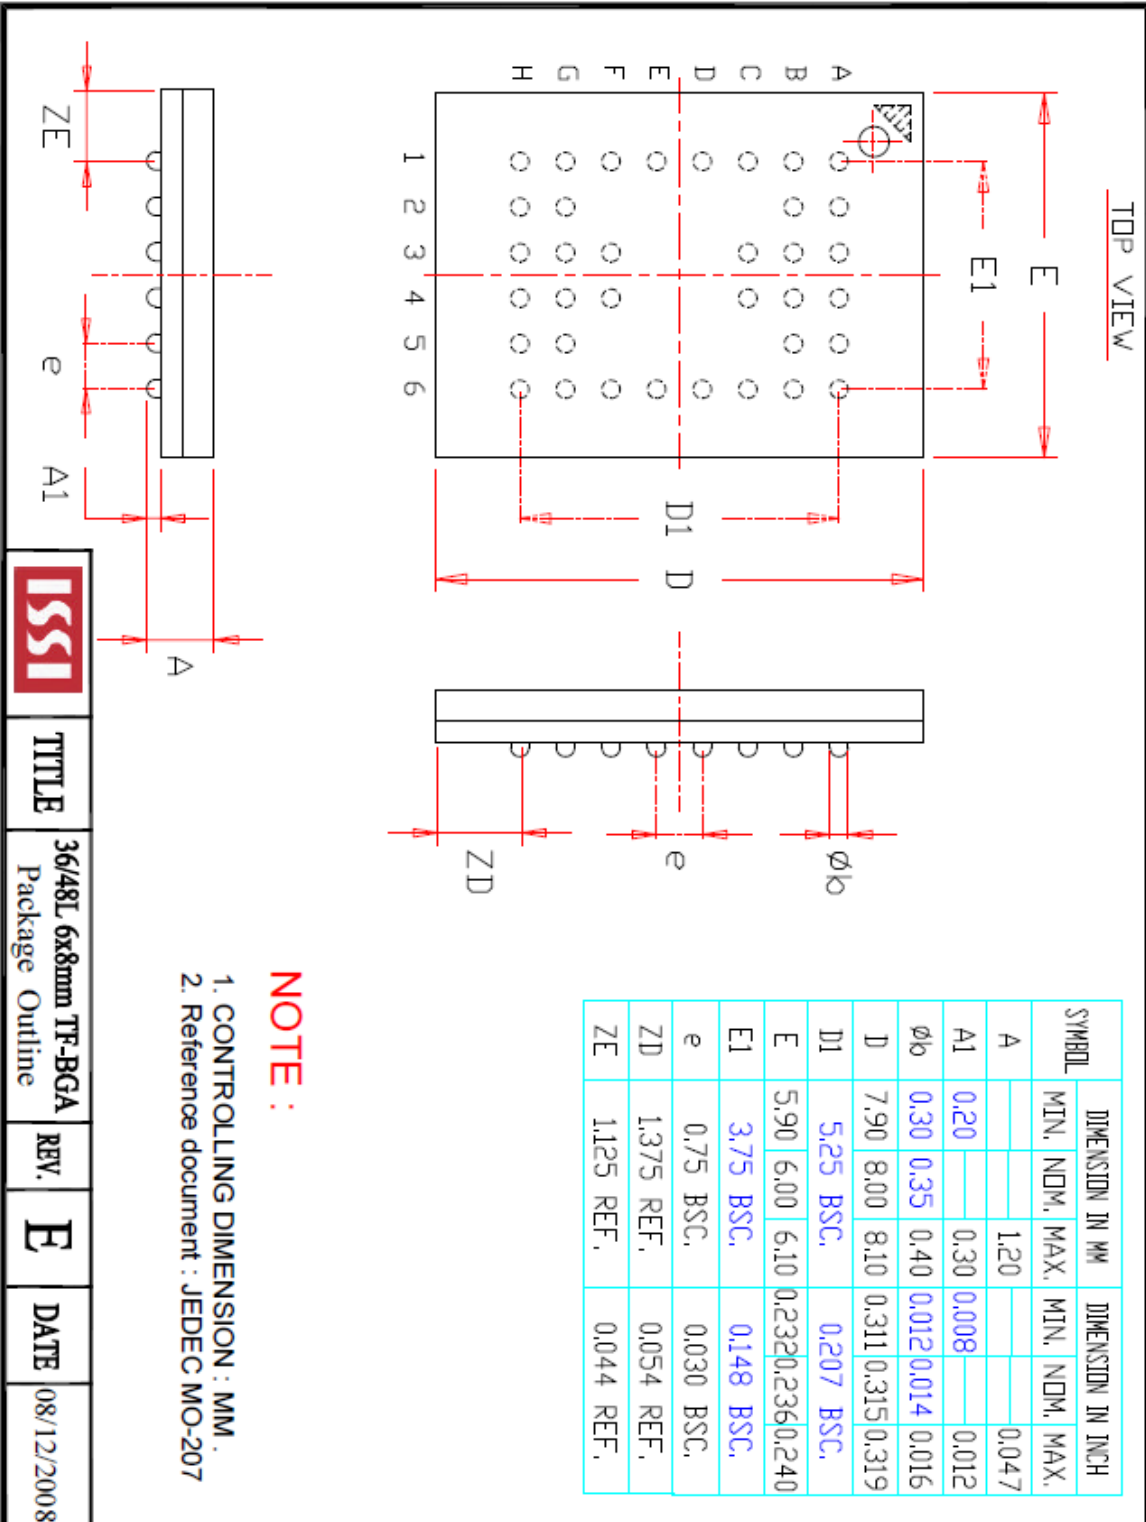 TOP VIEW
E
E1
A
B
C
D
E
F
G
H
1
2
3
4
5
6
D1
D
ZE
e
A1
A
Øb
e
ZD
SYMBOL DIMENSION IN MM DIMENSION IN INCH
MIN. NOM. MAX. MIN. NOM. MAX.
A 1.20 0.047
A1 0.20 0.30 0.008 0.012
Øb 0.30 0.35 0.40 0.012 0.014 0.016
D 7.90 8.00 8.10 0.311 0.315 0.319
D1 5.25 BSC. 0.207 BSC.
E 5.90 6.00 6.10 0.232 0.236 0.240
E1 3.75 BSC. 0.148 BSC.
e 0.75 BSC. 0.030 BSC.
ZD 1.375 REF. 0.054 REF.
ZE 1.125 REF. 0.044 REF.
NOTE :
1. CONTROLLING DIMENSION : MM .
2. Reference document : JEDEC MO-207
ISSI
TITLE
36/48L 6x8mm TF-BGA
Package Outline
REV.
E
DATE
08/12/2008